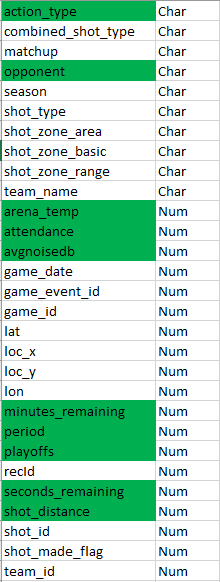 action_type Char
combined_shot_type Char
matchup Char
opponent Char
season Char
shot_type Char
shot_zone_area Char
shot_zone_basic Char
shot_zone_range Char
team_name Char
arena_temp Num
attendance Num
avgnoisedb Num
game_date Num
game_event_id Num
game_id Num
lat Num
loc_x Num
loc_y Num
lon Num
minutes_remaining Num
period Num
playoffs Num
recId Num
seconds_remaining Num
shot_distance Num
shot_id Num
shot_made_flag Num
team_id Num